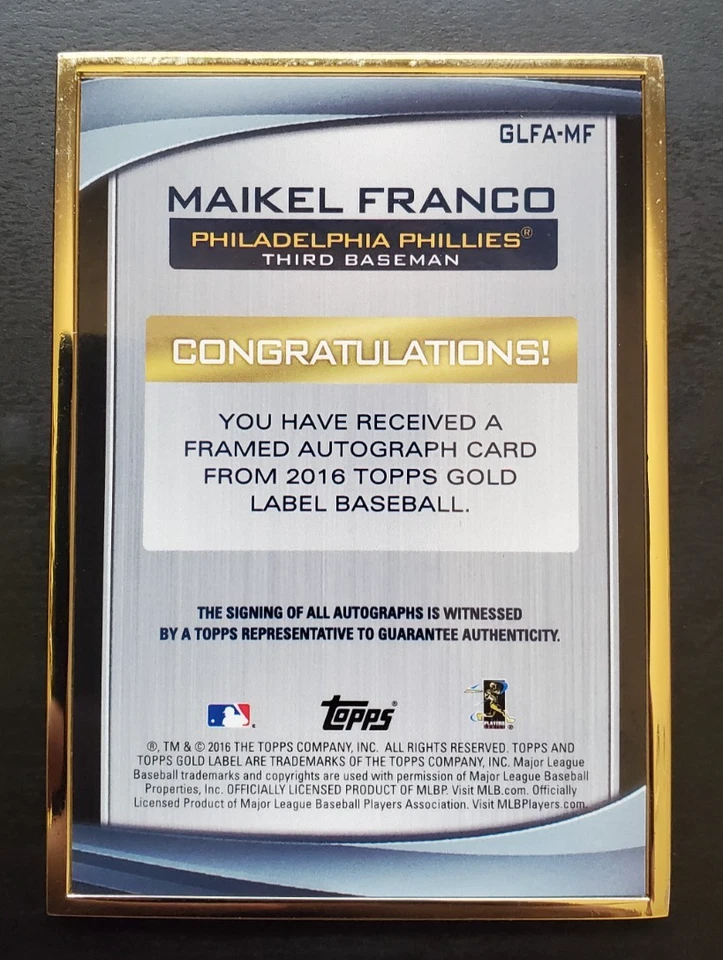 GLFA-MF
MAIKEL FRANCO
PHILADELPHIA PHILLIES®
THIRD BASEMAN
CONGRATULATIONS!
YOU HAVE RECEIVED A
FRAMED AUTOGRAPH CARD
FROM 2016 TOPPS GOLD
LABEL BASEBALL.
THE SIGNING OF ALL AUTOGRAPHS IS WITNESSED
BY A TOPPS REPRESENTATIVE TO GUARANTEE AUTHENTICITY.
topps®
PLAYERS
®, TM & © 2016 THE TOPPS COMPANY, INC. ALL RIGHTS RESERVED. TOPPS AND
TOPPS GOLD LABEL ARE TRADEMARKS OF THE TOPPS COMPANY, INC. Major League
Baseball trademarks and copyrights are used with permission of Major League Baseball
Properties, Inc. OFFICIALLY LICENSED PRODUCT OF MLBP. Visit MLB.com. Officially
Licensed Product of Major League Baseball Players Association. Visit MLBPlayers.com.